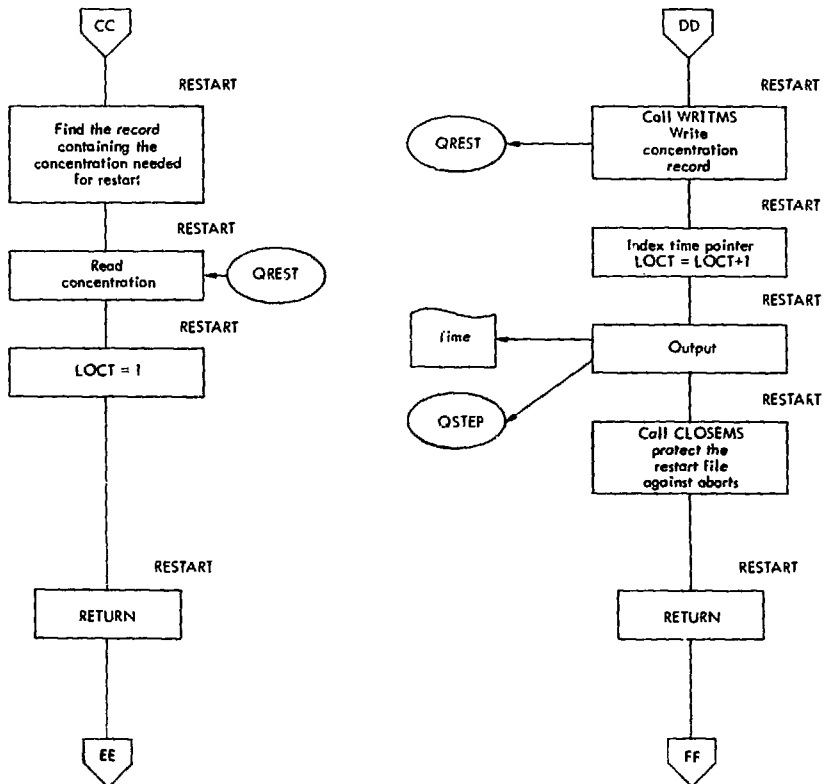 CC
RESTART
Find the record
containing the
concentration needed
for restart
RESTART
Read
concentration
QREST
RESTART
LOCT = 1
RESTART
RETURN
EE
DD
RESTART
Call WRITMS
Write
concentration
record
QREST
RESTART
Index time pointer
LOCT = LOCT+1
RESTART
Output
Time
QSTEP
RESTART
Call CLOSEMS
protect the
restart file
against aborts
RESTART
RETURN
FF